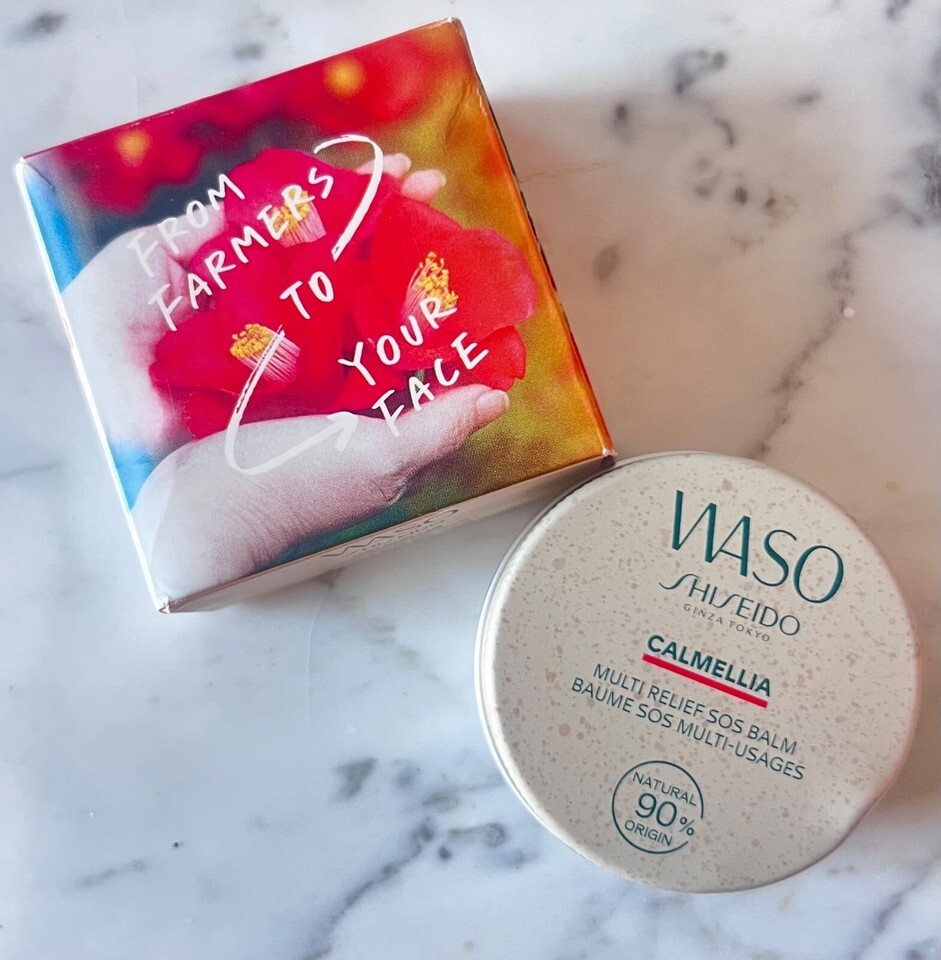 FROM
FARMERS
TO
YOUR
FACE
WASO
WASO
SHISEIDO
GINZA TOKYO
CALMELLIA
MULTI RELIEF SOS BALM
BAUME SOS MULTI-USAGES
NATURAL
90%
ORIGIN